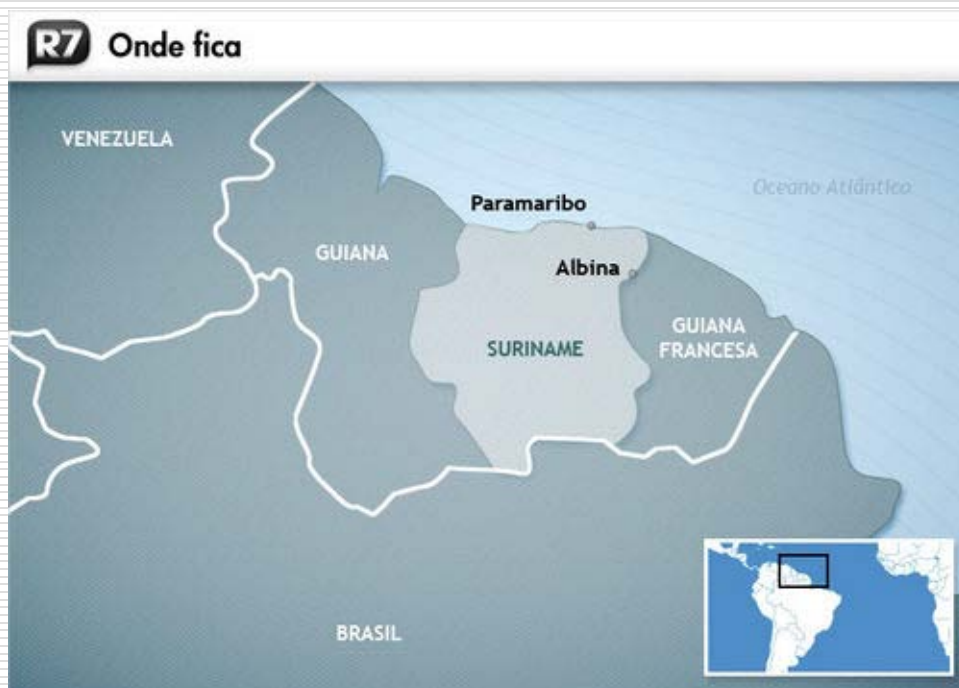 R7 Onde fica
VENEZUELA
Oceano Atlântico
Paramaribo
GUIANA
Albina
GUIANA
FRANCESA
SURINAME
BRASIL